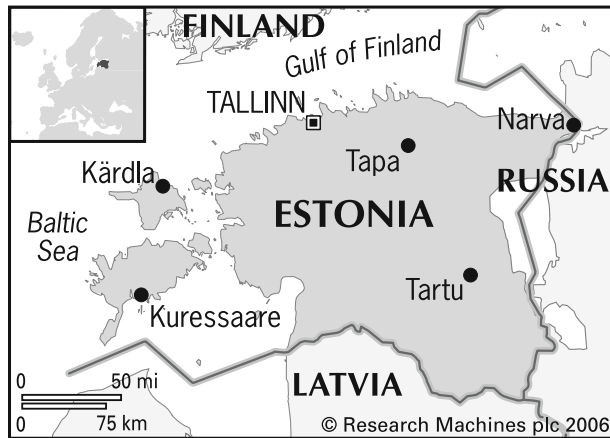 FINLAND
Gulf of Finland
TALLINN
Narva
Tapa
Kärdla
RUSSIA
ESTONIA
Baltic
Sea
Tartu
Kuressaare
0 50 mi
0 75 km
LATVIA
© Research Machines plc 2006